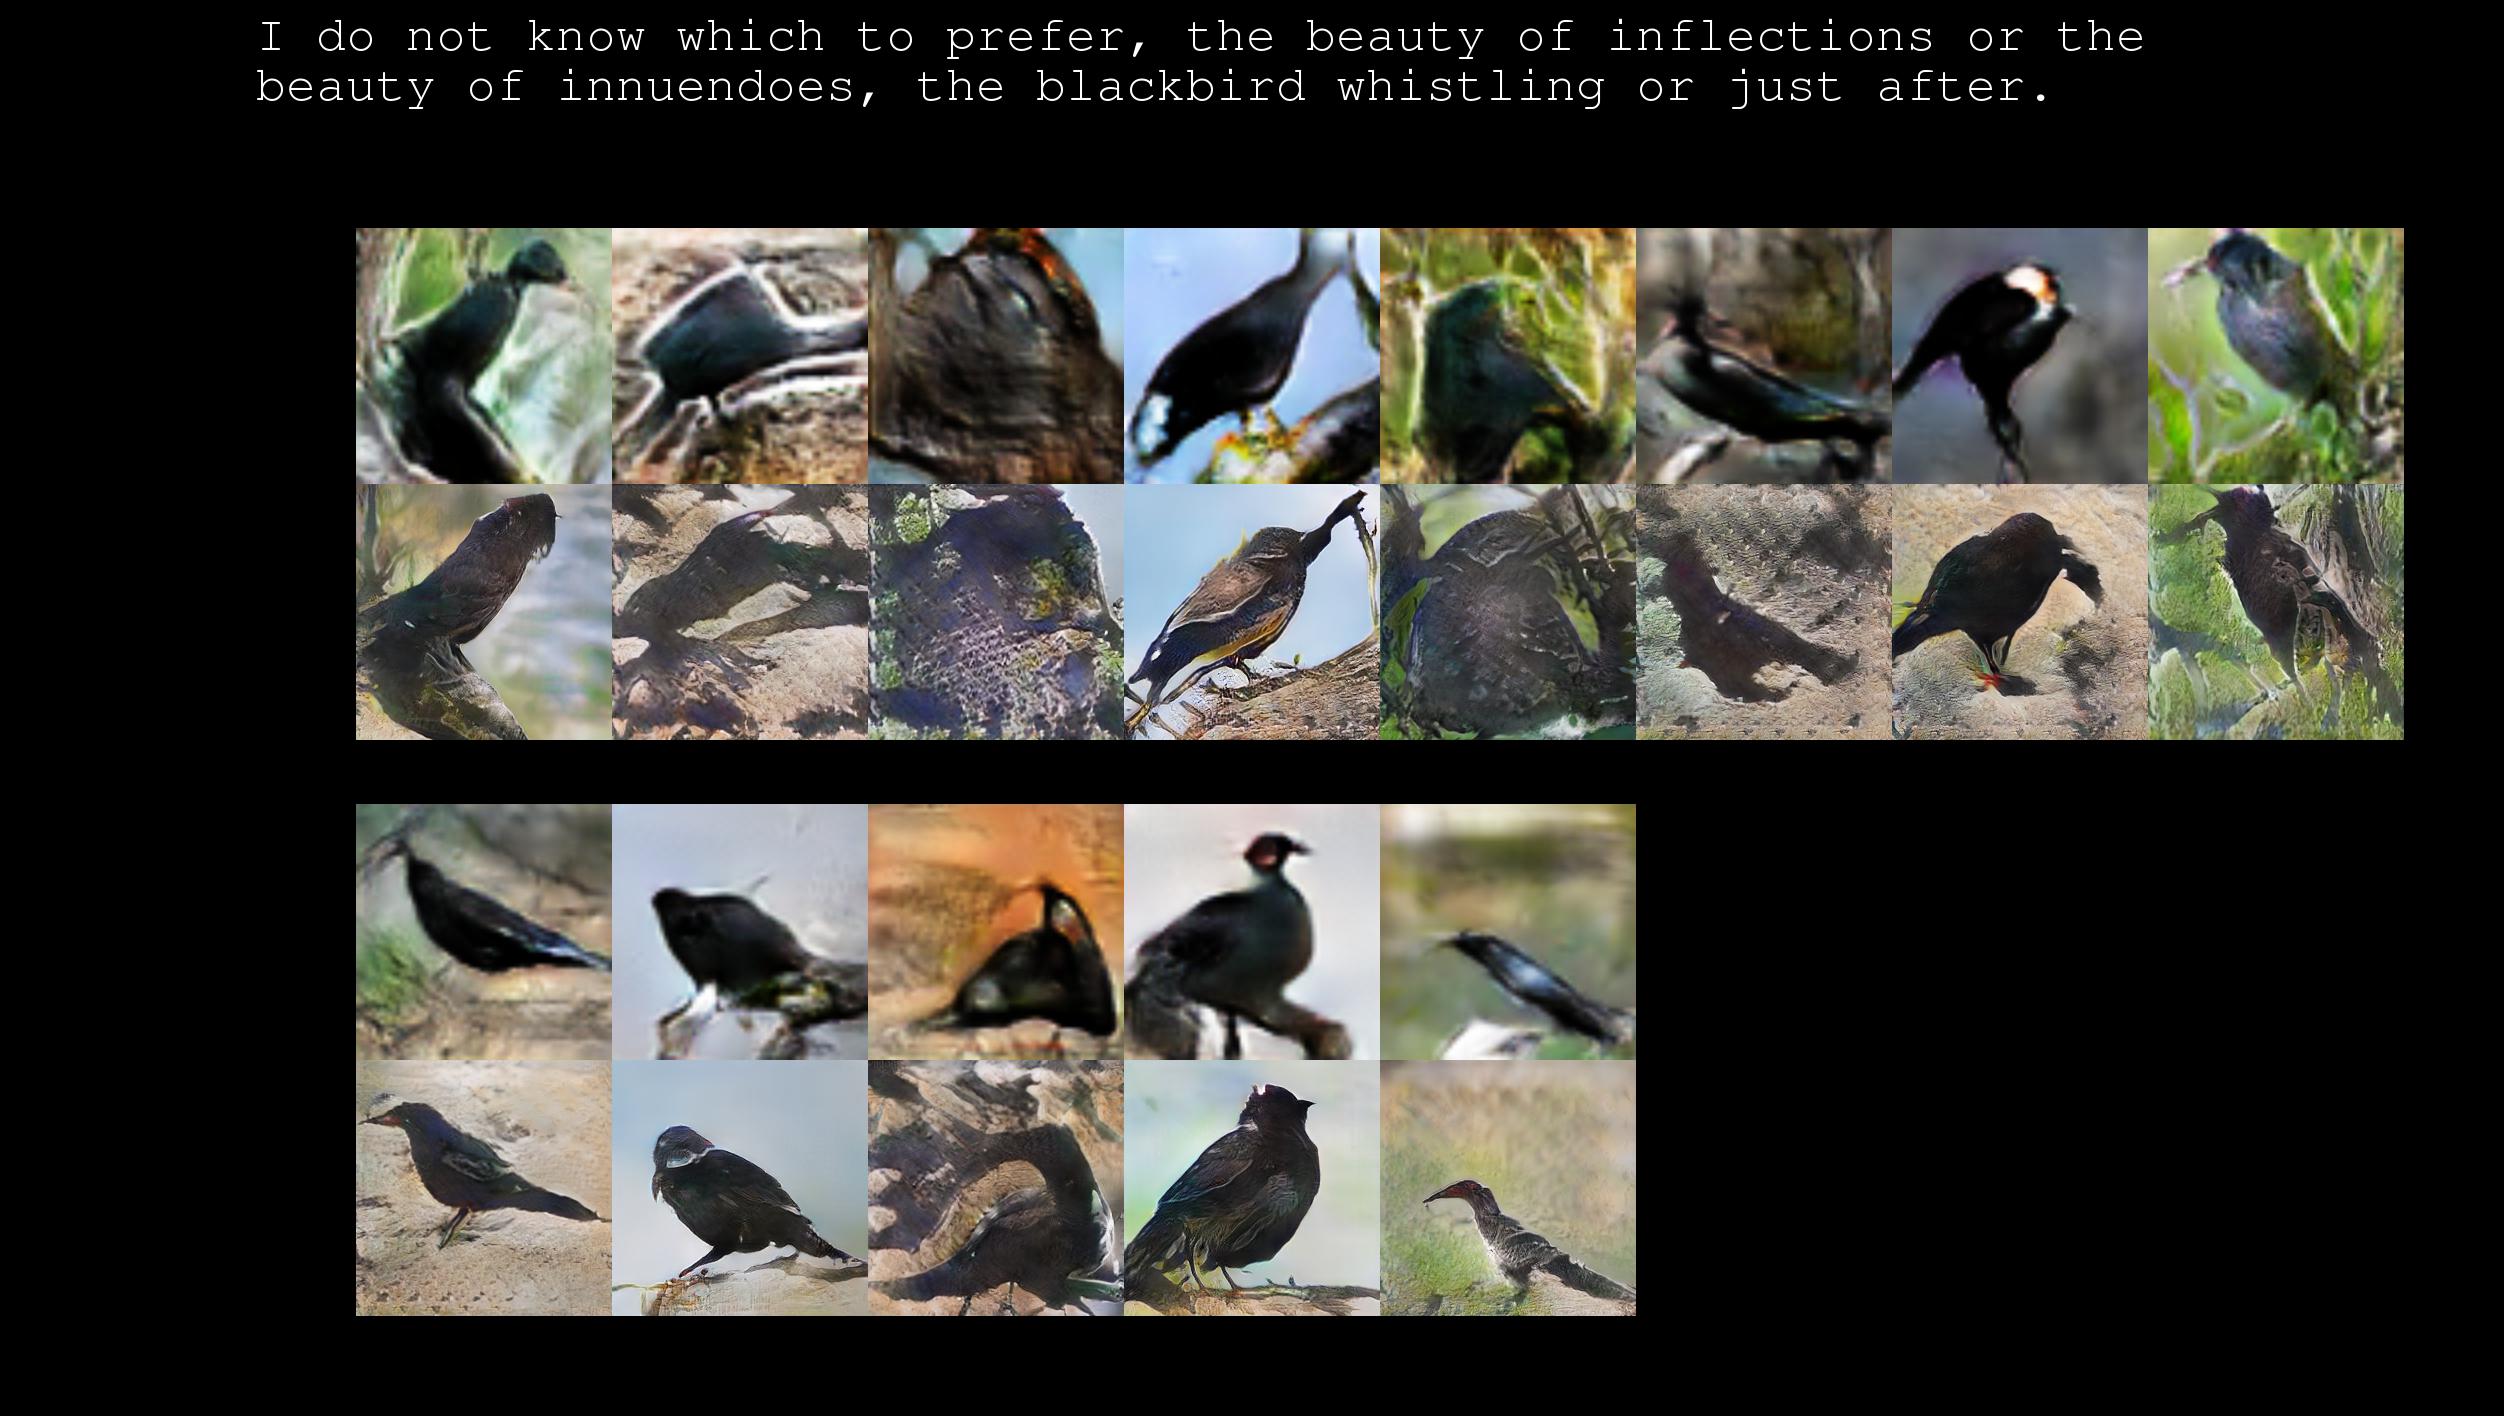 I do not know which to prefer, the beauty of inflections or the
beauty of innuendoes, the blackbird whistling or just after.